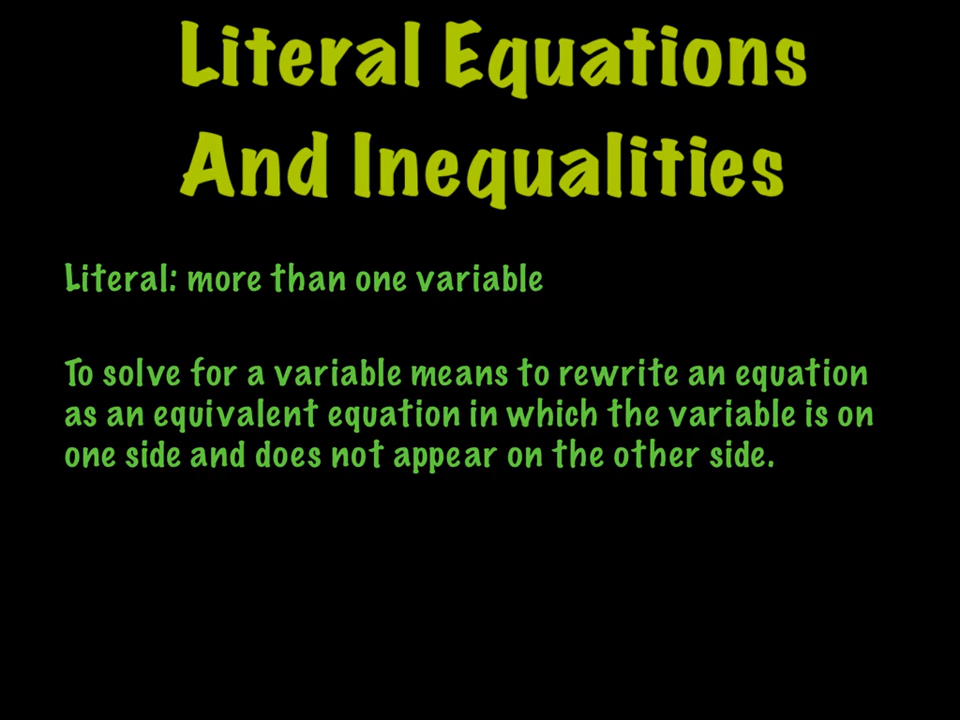 Literal Equations
And Inequalities
Literal: more than one variable
To solve for a variable means to rewrite an equation
as an equivalent equation in which the variable is on
one side and does not appear on the other side.